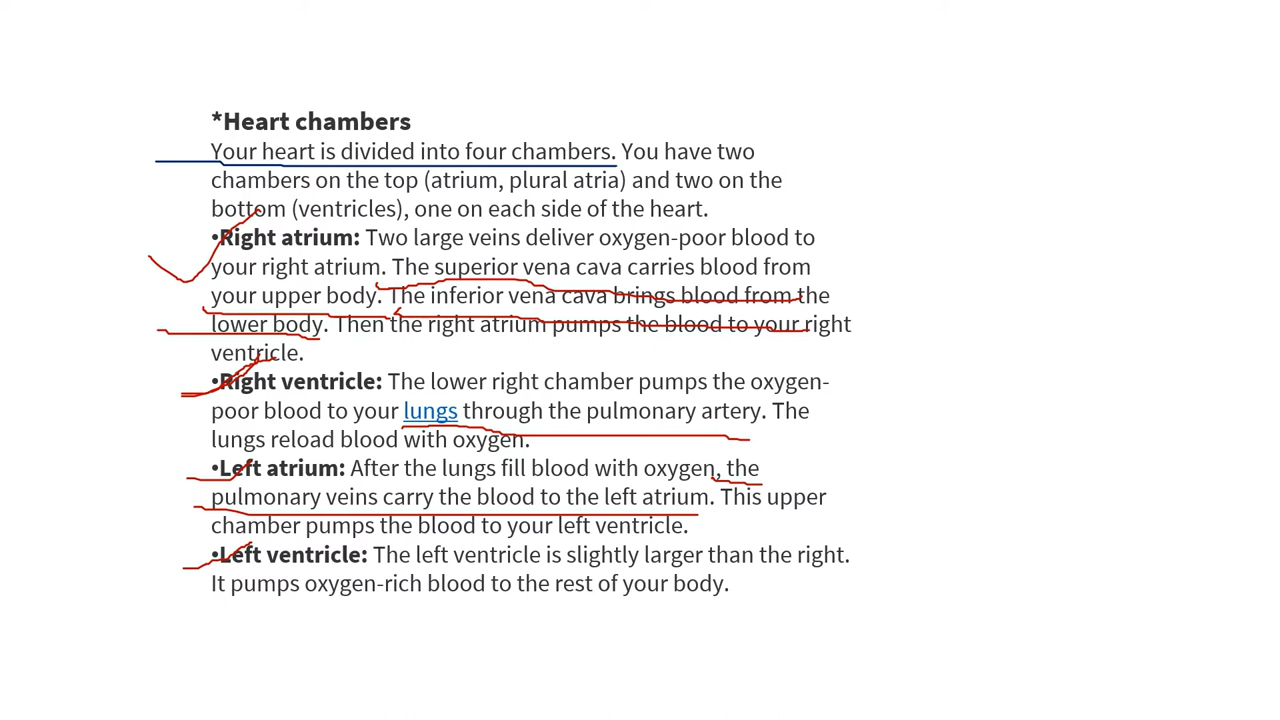 *Heart chambers
Your heart is divided into four chambers. You have two
chambers on the top (atrium, plural atria) and two on the
bottom (ventricles), one on each side of the heart.
•Right atrium: Two large veins deliver oxygen-poor blood to
your right atrium. The superior vena cava carries blood from
your upper body. The inferior vena cava brings blood from the
lower body. Then the right atrium pumps the blood to your right
ventricle.
•Right ventricle: The lower right chamber pumps the oxygen-
poor blood to your lungs through the pulmonary artery. The
lungs reload blood with oxygen.
•Left atrium: After the lungs fill blood with oxygen, the
pulmonary veins carry the blood to the left atrium. This upper
chamber pumps the blood to your left ventricle.
•Left ventricle: The left ventricle is slightly larger than the right.
It pumps oxygen-rich blood to the rest of your body.